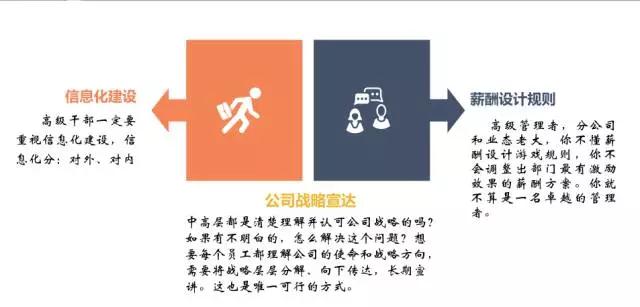 信息化建设
高级干部一定要
重视信息化建设，信
息化分：对外、对内
薪酬设计规则
高级管理者，分公司
和业态老大，你不懂薪
酬设计游戏规则，你不
会调整出部门最有激励
效果的薪酬方案。你就
不算是一名卓越的管理
者。
公司战略宣达
中高层都是清楚理解并认可公司战略的吗？
如果有不明白的，怎么解决这个问题？想
要每个员工都理解公司的使命和战略方向，
需要将战略层层分解、向下传达，长期宣
讲。这也是唯一可行的方式。